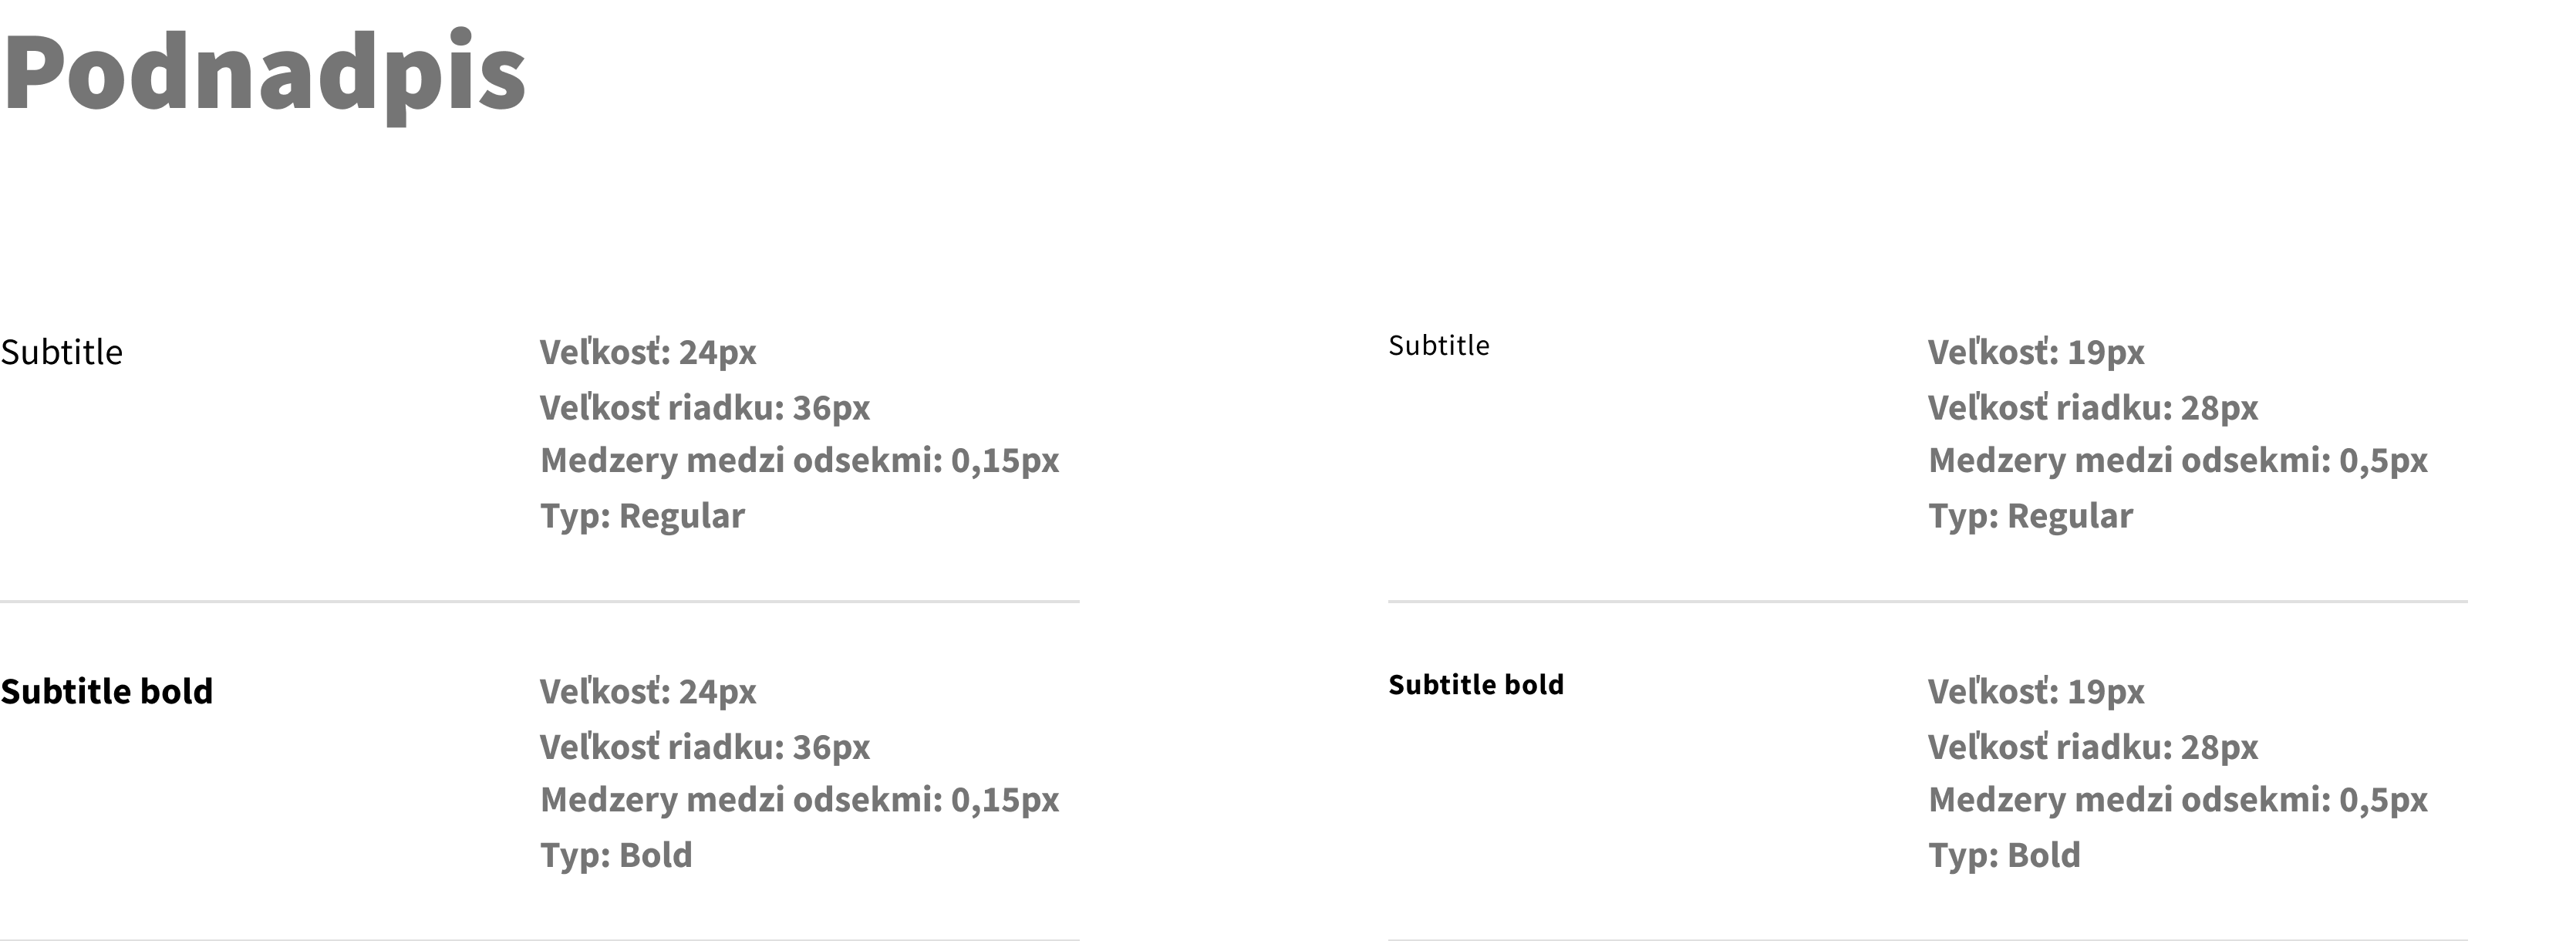 Podnadpis
Subtitle
Veľkosť: 24px
Veľkosť riadku: 36px
Medzery medzi odsekmi: 0,15px
Typ: Regular
Subtitle
Veľkosť: 19px
Veľkosť riadku: 28px
Medzery medzi odsekmi: 0,5px
Typ: Regular
Subtitle bold
Veľkosť: 24px
Veľkosť riadku: 36px
Medzery medzi odsekmi: 0,15px
Typ: Bold
Subtitle bold
Veľkosť: 19px
Veľkosť riadku: 28px
Medzery medzi odsekmi: 0,5px
Typ: Bold